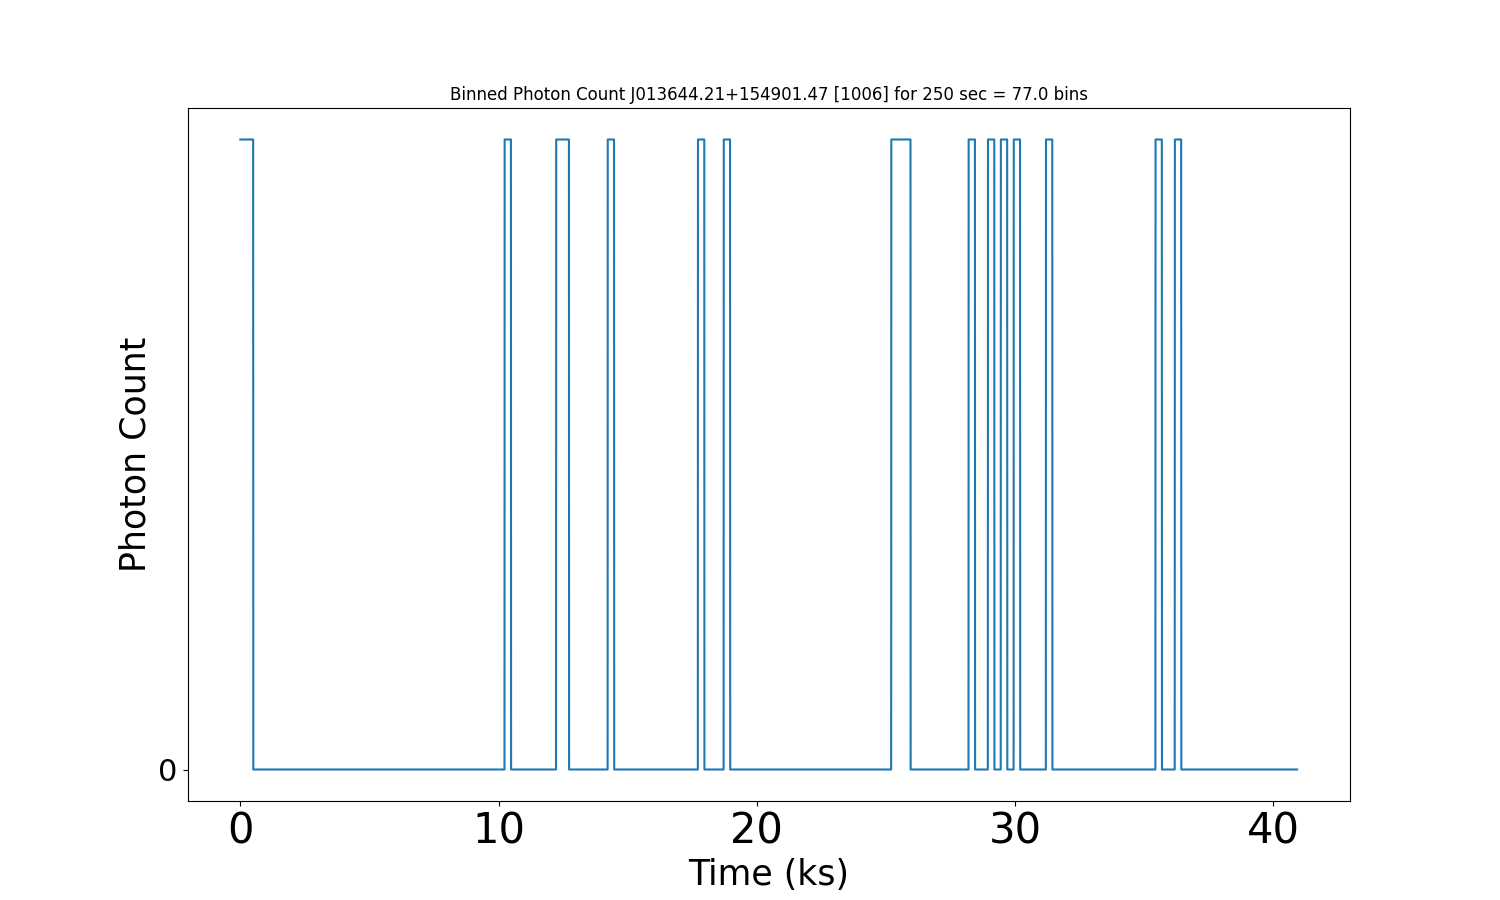 Binned Photon Count J013644.21+154901.47 [1006] for 250 sec = 77.0 bins
Photon Count
0
0 10 20 30 40
Time (ks)